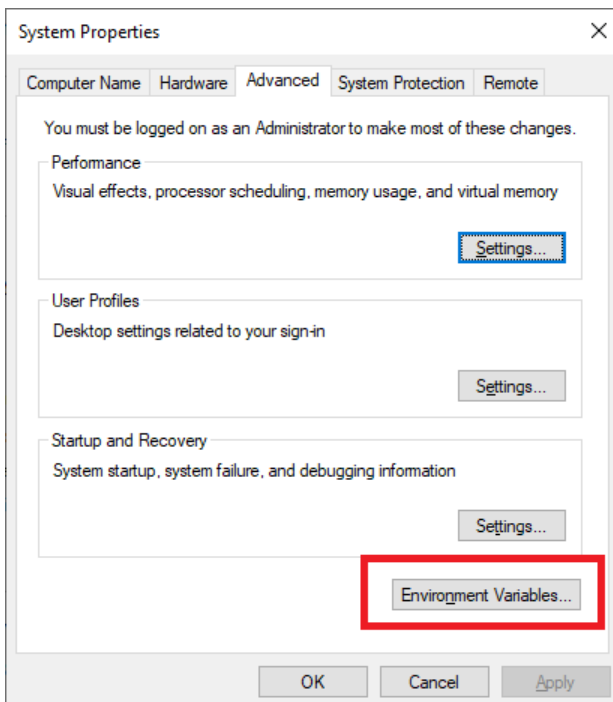 System Properties
Computer Name Hardware Advanced System Protection Remote
You must be logged on as an Administrator to make most of these changes.
Performance
Visual effects, processor scheduling, memory usage, and virtual memory
Settings...
User Profiles
Desktop settings related to your sign-in
Settings...
Startup and Recovery
System startup, system failure, and debugging information
Settings...
Environment Variables...
OK Cancel Apply